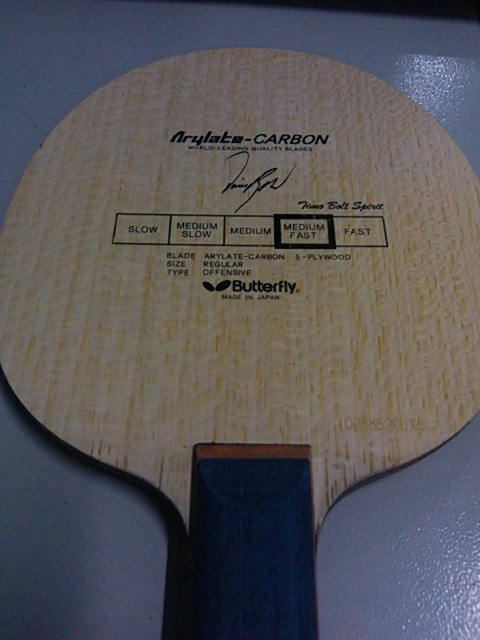 Arylate-CARBON
WORLD-LEADING QUALITY BLADES
Timo Boll Spirit
SLOW MEDIUM SLOW MEDIUM MEDIUM FAST FAST
BLADE ARYLATE-CARBON 5-PLYWOOD
SIZE REGULAR
TYPE OFFENSIVE
Butterfly
MADE IN JAPAN